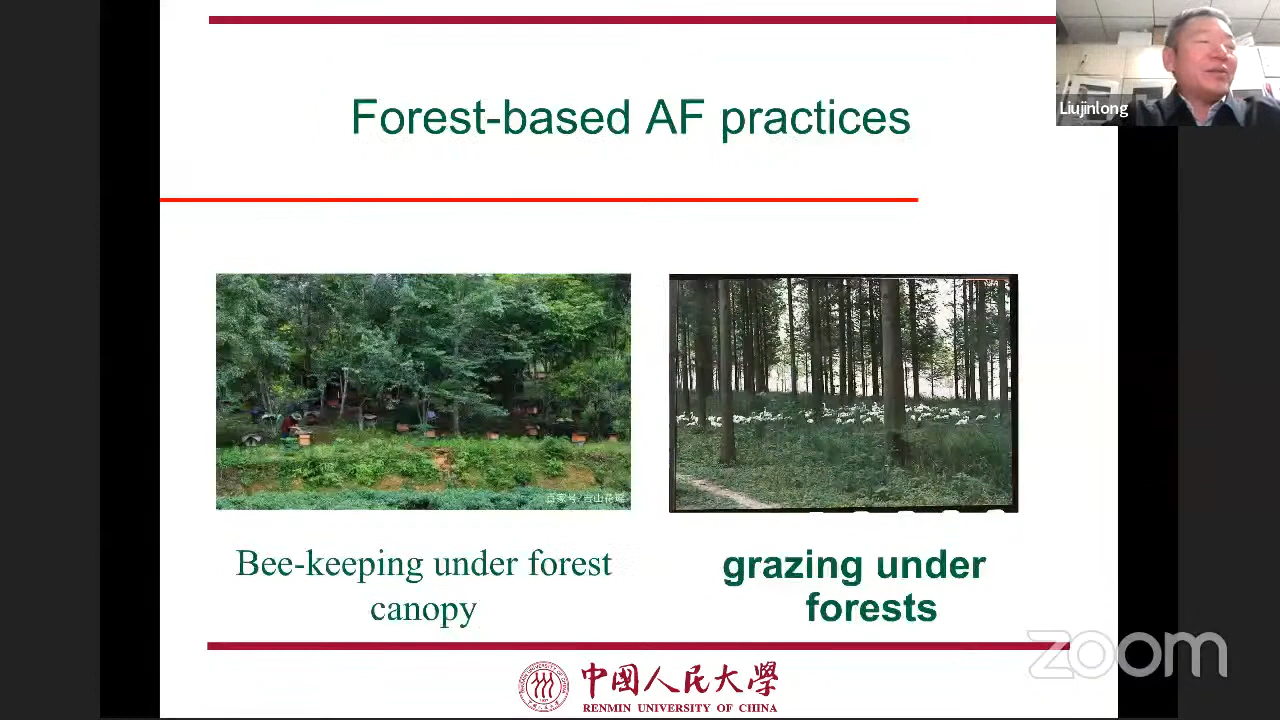 Forest-based AF practices
Liujinlong
Bee-keeping under forest
canopy
grazing under
forests
中國人民大學
RENMIN UNIVERSITY OF CHINA
zoom